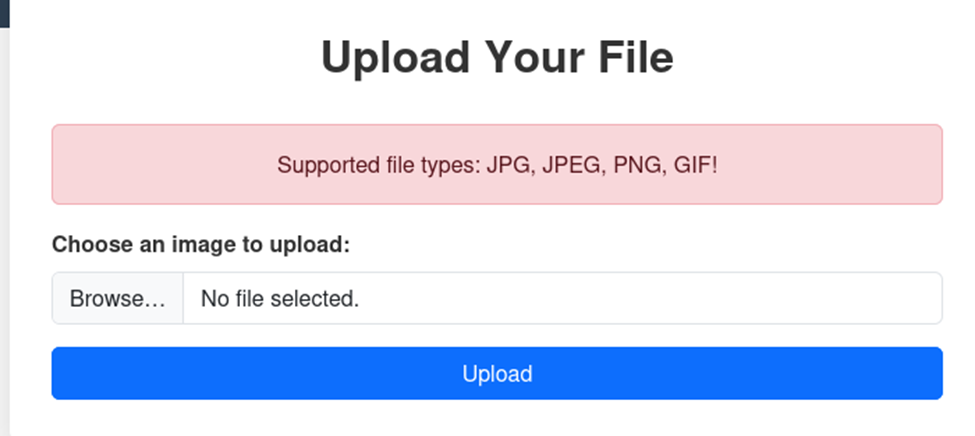 Upload Your File
Supported file types: JPG, JPEG, PNG, GIF!
Choose an image to upload:
Browse... No file selected.
Upload